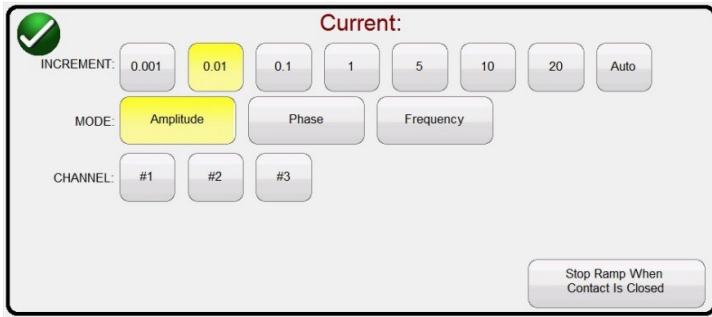 Current:
INCREMENT: 0.001 0.01 0.1 1 5 10 20 Auto
MODE: Amplitude Phase Frequency
CHANNEL: #1 #2 #3
Stop Ramp When
Contact Is Closed